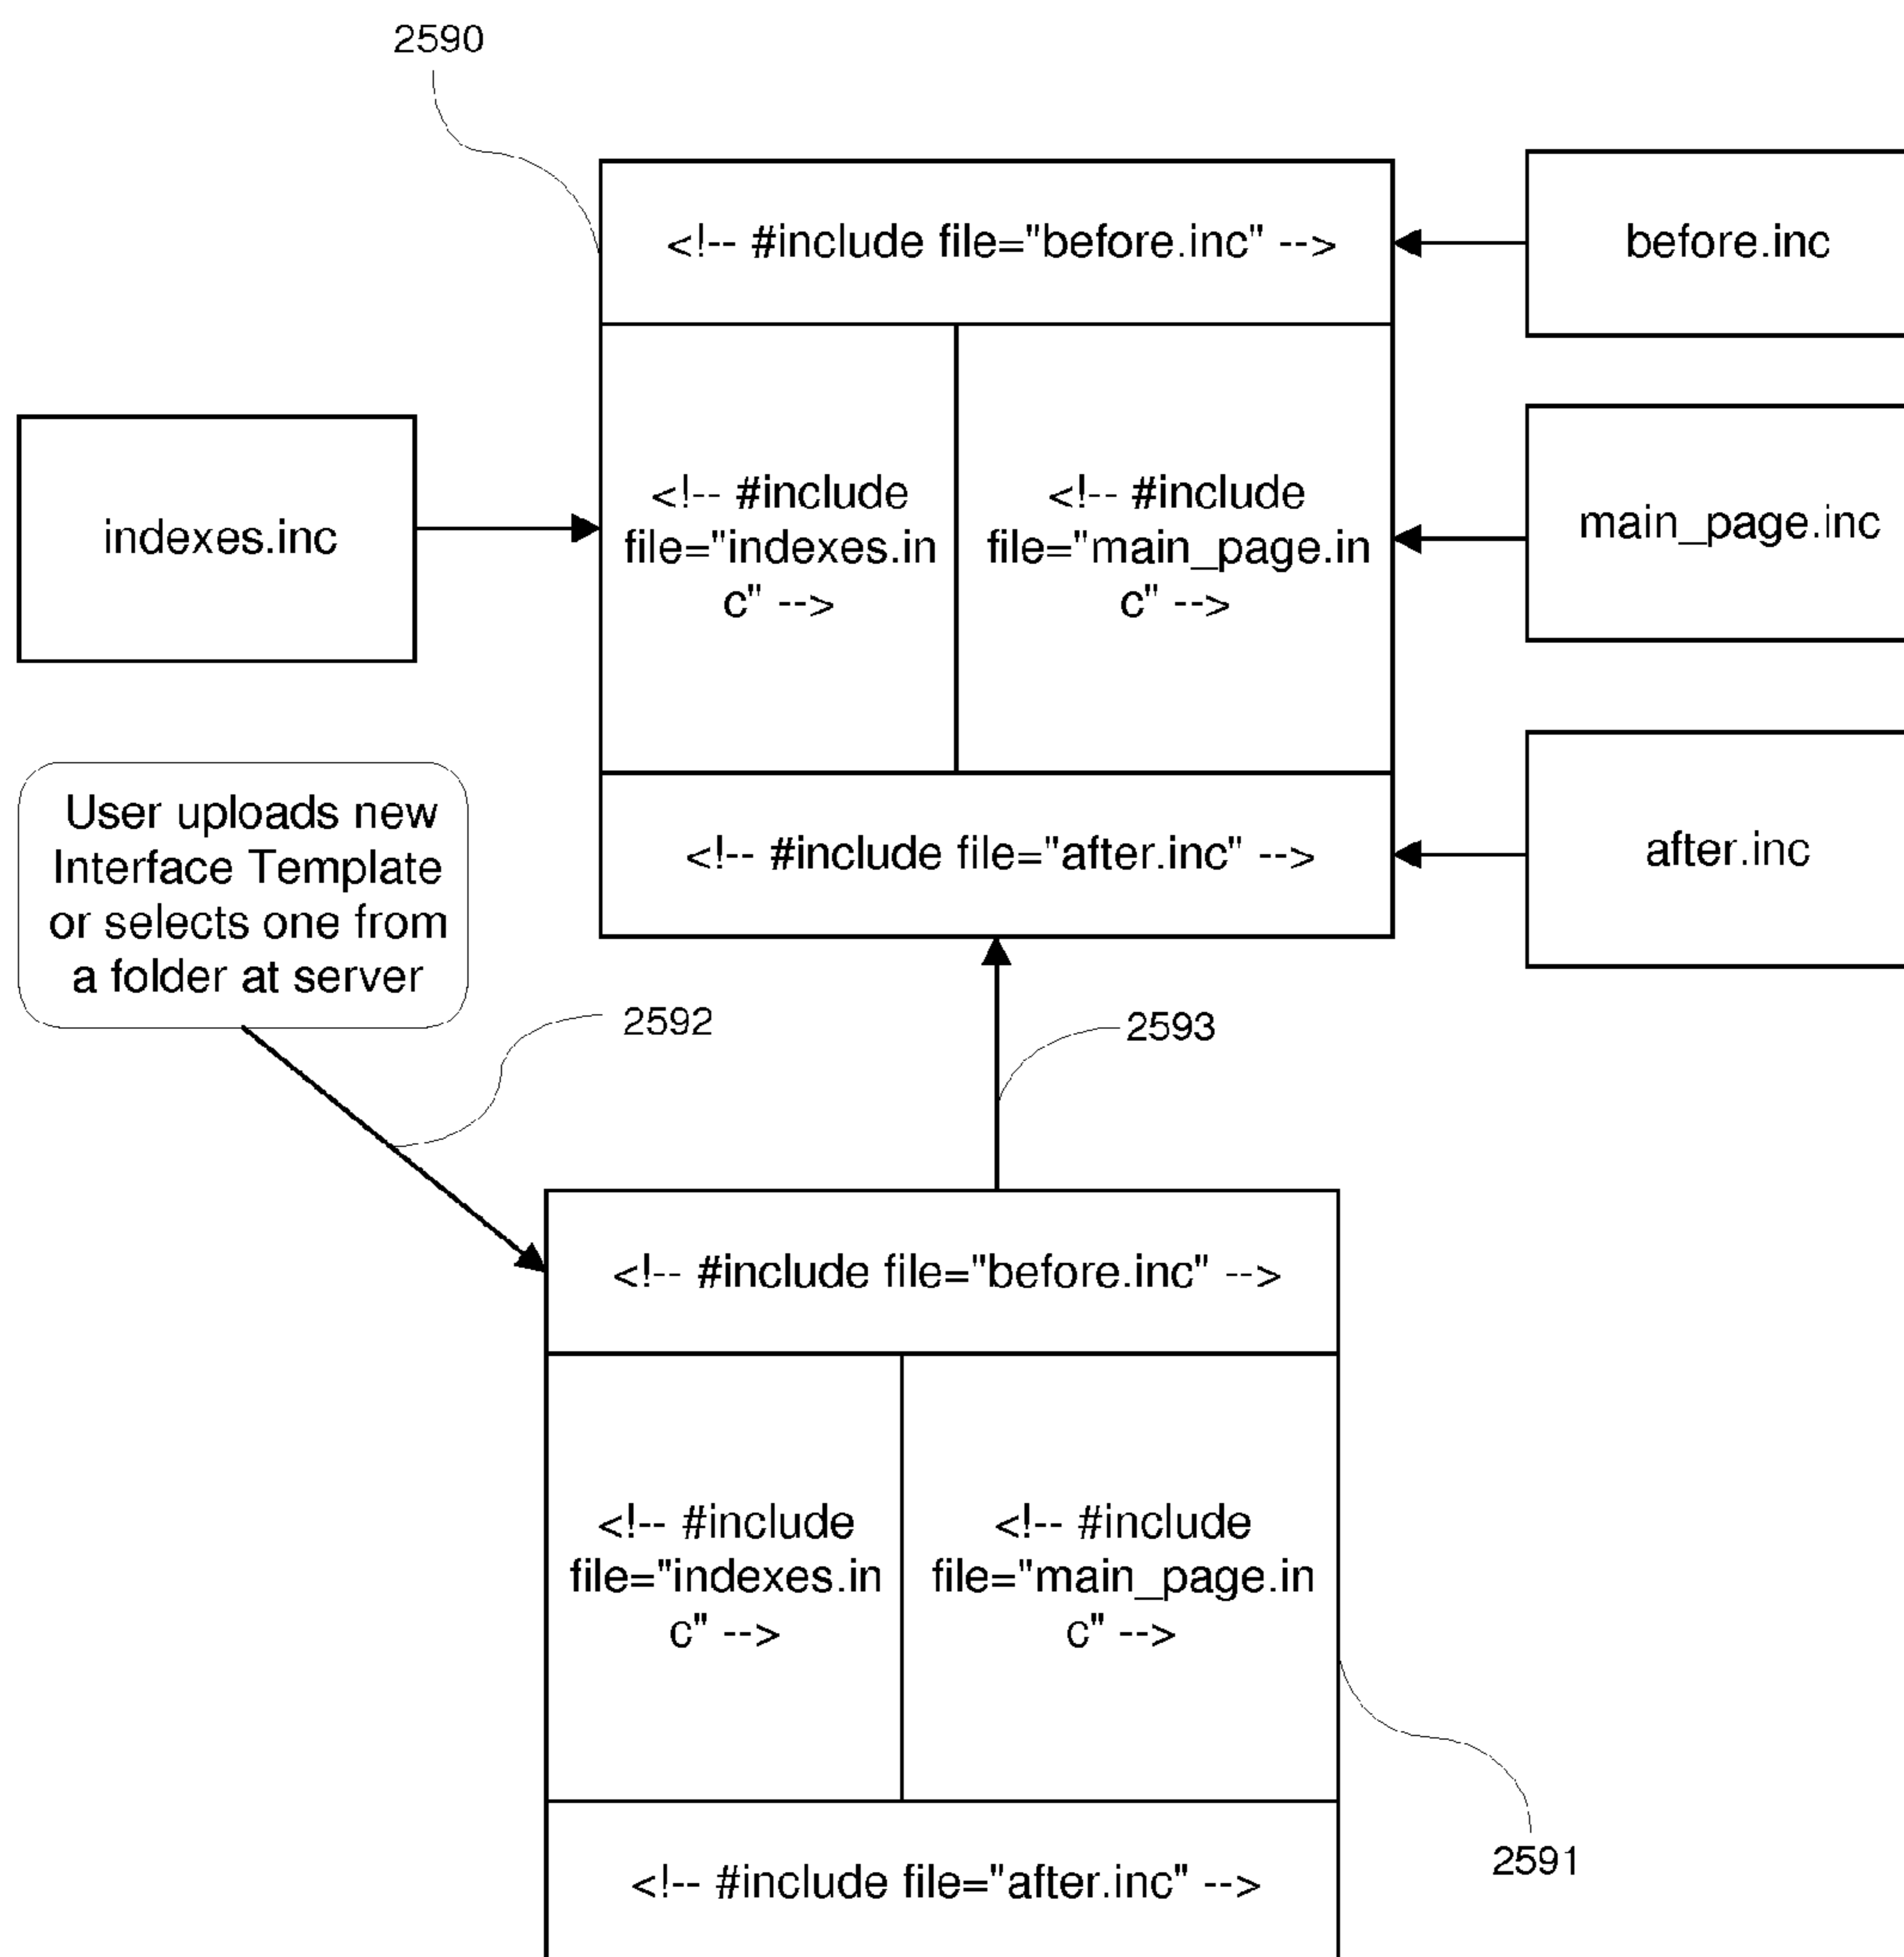 2590
<!-- #include file="before.inc" -->
before.inc
indexes.inc
<!-- #include
file="indexes.in
c" -->
<!-- #include
file="main_page.in
c" -->
main_page.inc
User uploads new
Interface Template
or selects one from
a folder at server
<!-- #include file="after.inc" -->
after.inc
2592
2593
<!-- #include file="before.inc" -->
<!-- #include
file="indexes.in
c" -->
<!-- #include
file="main_page.in
c" -->
2591
<!-- #include file="after.inc" -->